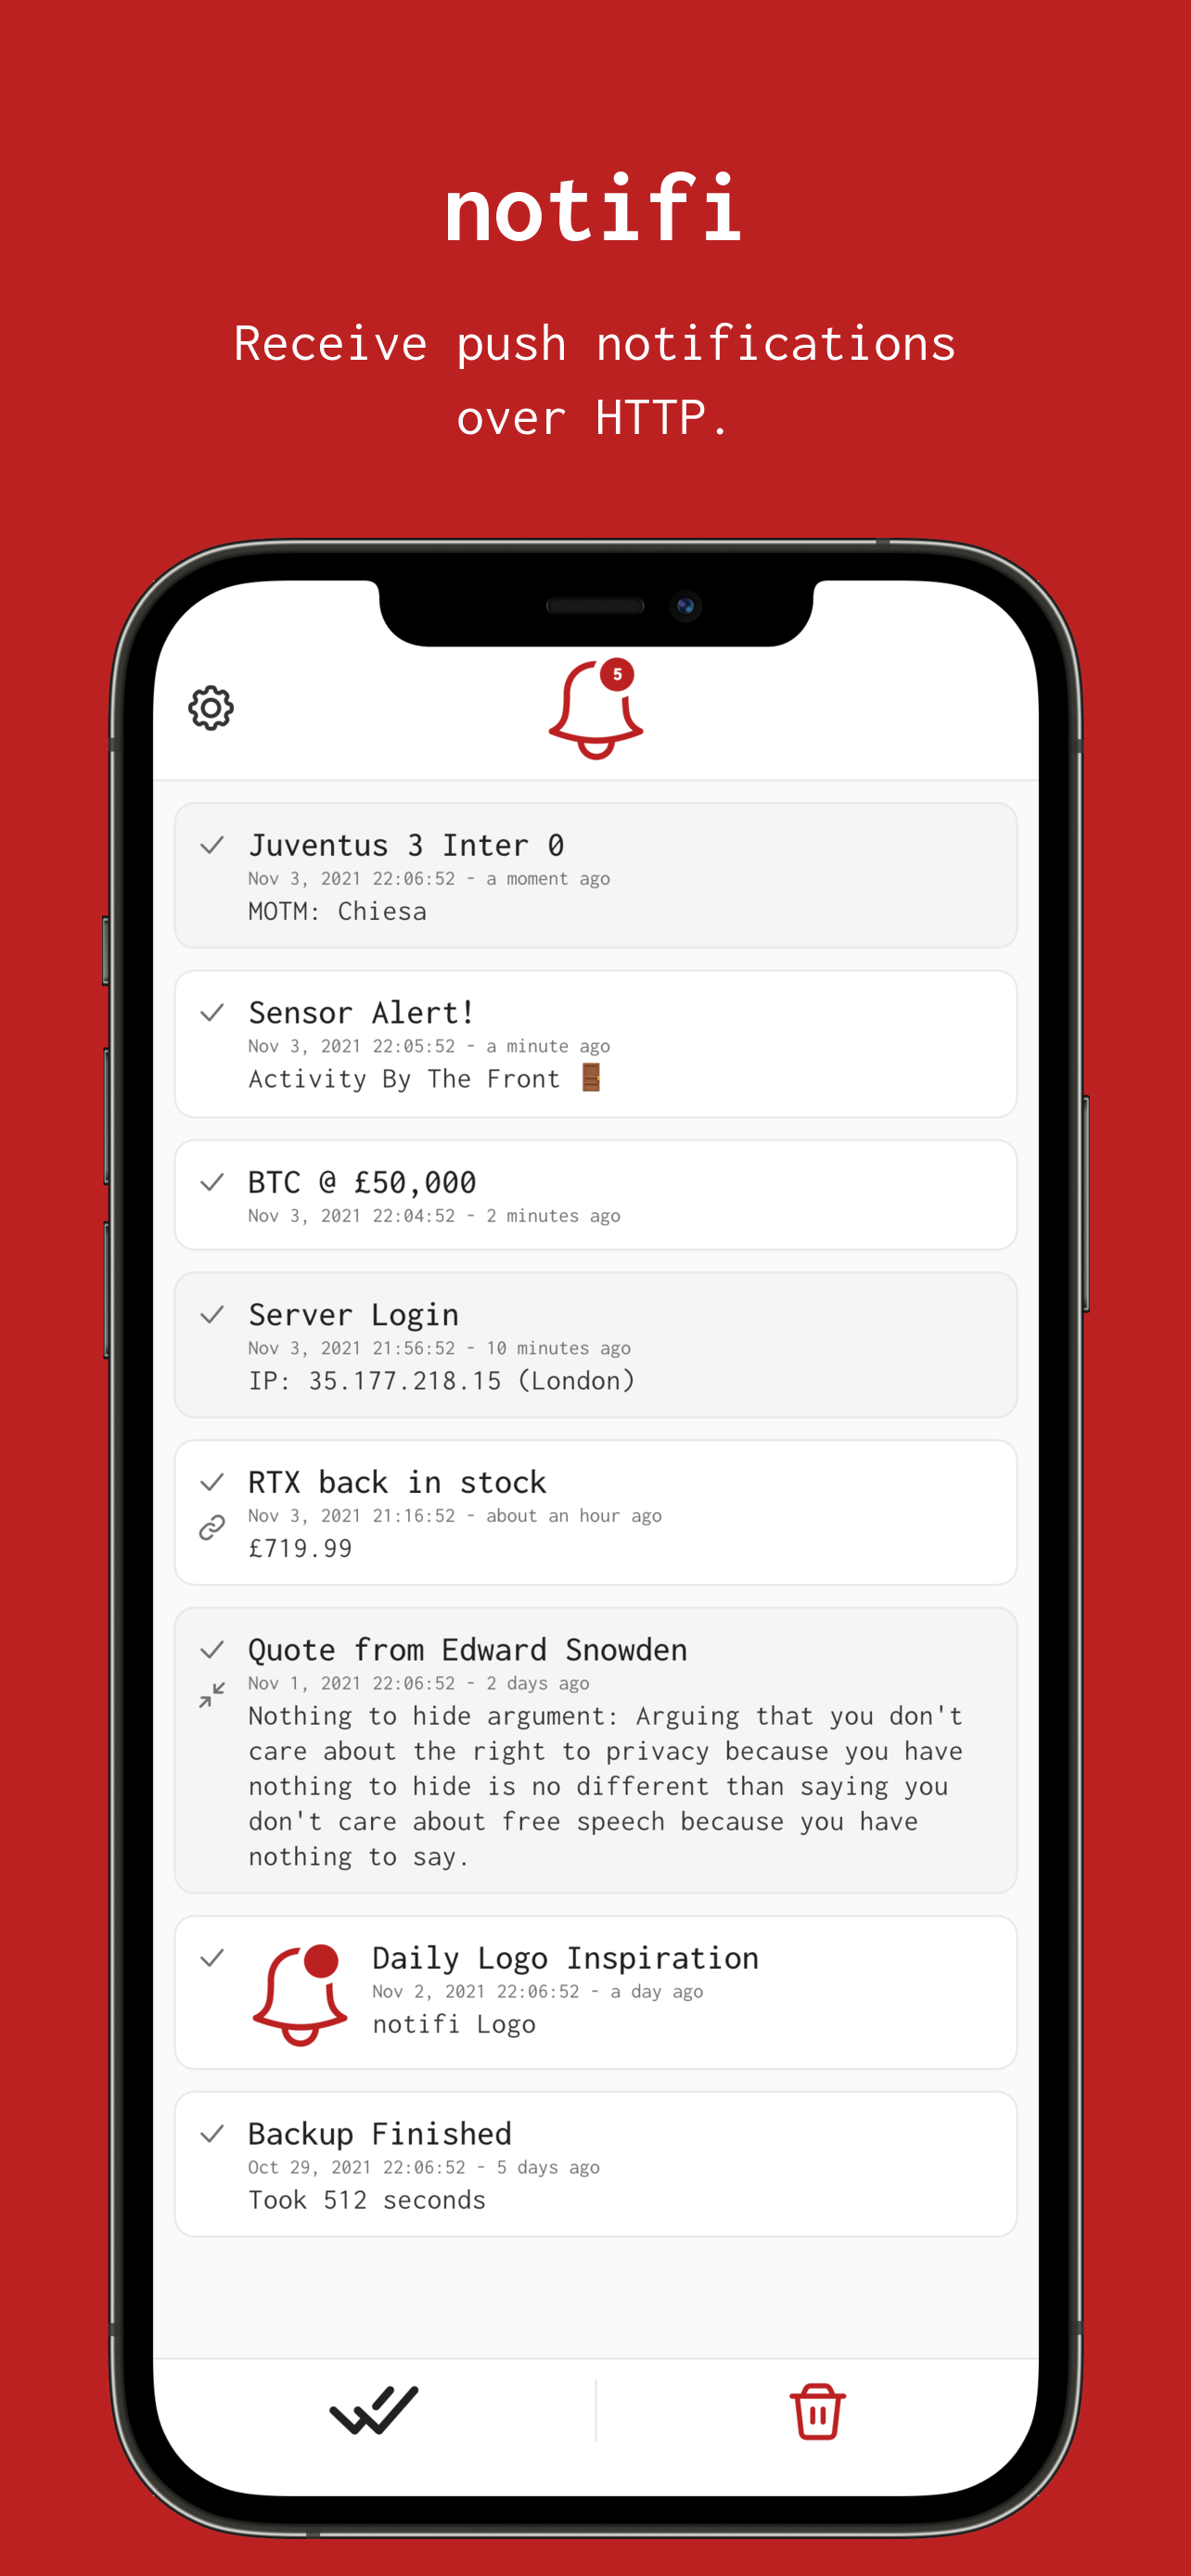 notifi
Receive push notifications
over HTTP.
5
Juventus 3 Inter 0
Nov 3, 2021 22:06:52 - a moment ago
MOTM: Chiesa
Sensor Alert!
Nov 3, 2021 22:05:52 - a minute ago
Activity By The Front 🚪
BTC @ £50,000
Nov 3, 2021 22:04:52 - 2 minutes ago
Server Login
Nov 3, 2021 21:56:52 - 10 minutes ago
IP: 35.177.218.15 (London)
RTX back in stock
Nov 3, 2021 21:16:52 - about an hour ago
£719.99
Quote from Edward Snowden
Nov 1, 2021 22:06:52 - 2 days ago
Nothing to hide argument: Arguing that you don't
care about the right to privacy because you have
nothing to hide is no different than saying you
don't care about free speech because you have
nothing to say.
Daily Logo Inspiration
Nov 2, 2021 22:06:52 - a day ago
notifi Logo
Backup Finished
Oct 29, 2021 22:06:52 - 5 days ago
Took 512 seconds